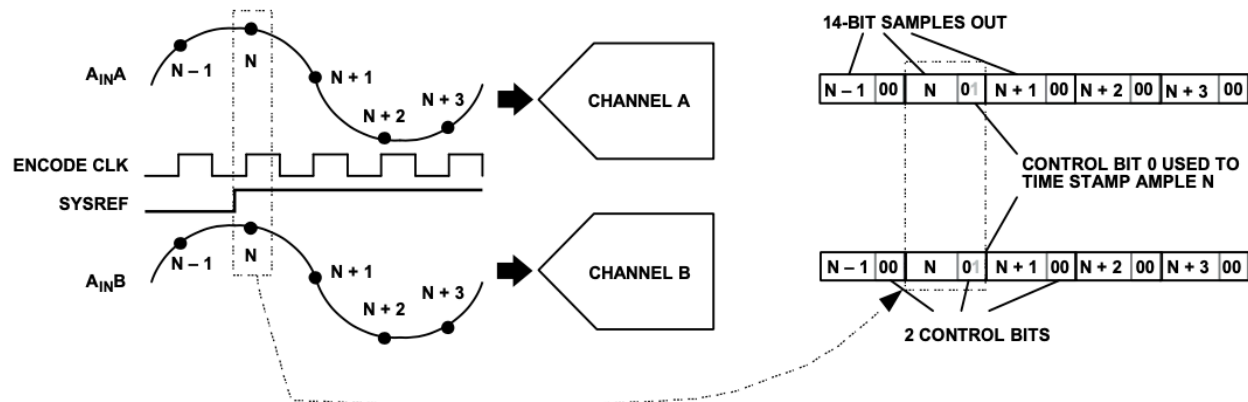 14-BIT SAMPLES OUT
AINA
N – 1
N
N + 1
N + 2
N + 3
CHANNEL A
N – 1 00 N 01 N + 1 00 N + 2 00 N + 3 00
ENCODE CLK
SYSREF
CONTROL BIT 0 USED TO
TIME STAMP AMPLE N
AINB
N – 1
N
N + 1
N + 2
N + 3
CHANNEL B
N – 1 00 N 01 N + 1 00 N + 2 00 N + 3 00
2 CONTROL BITS